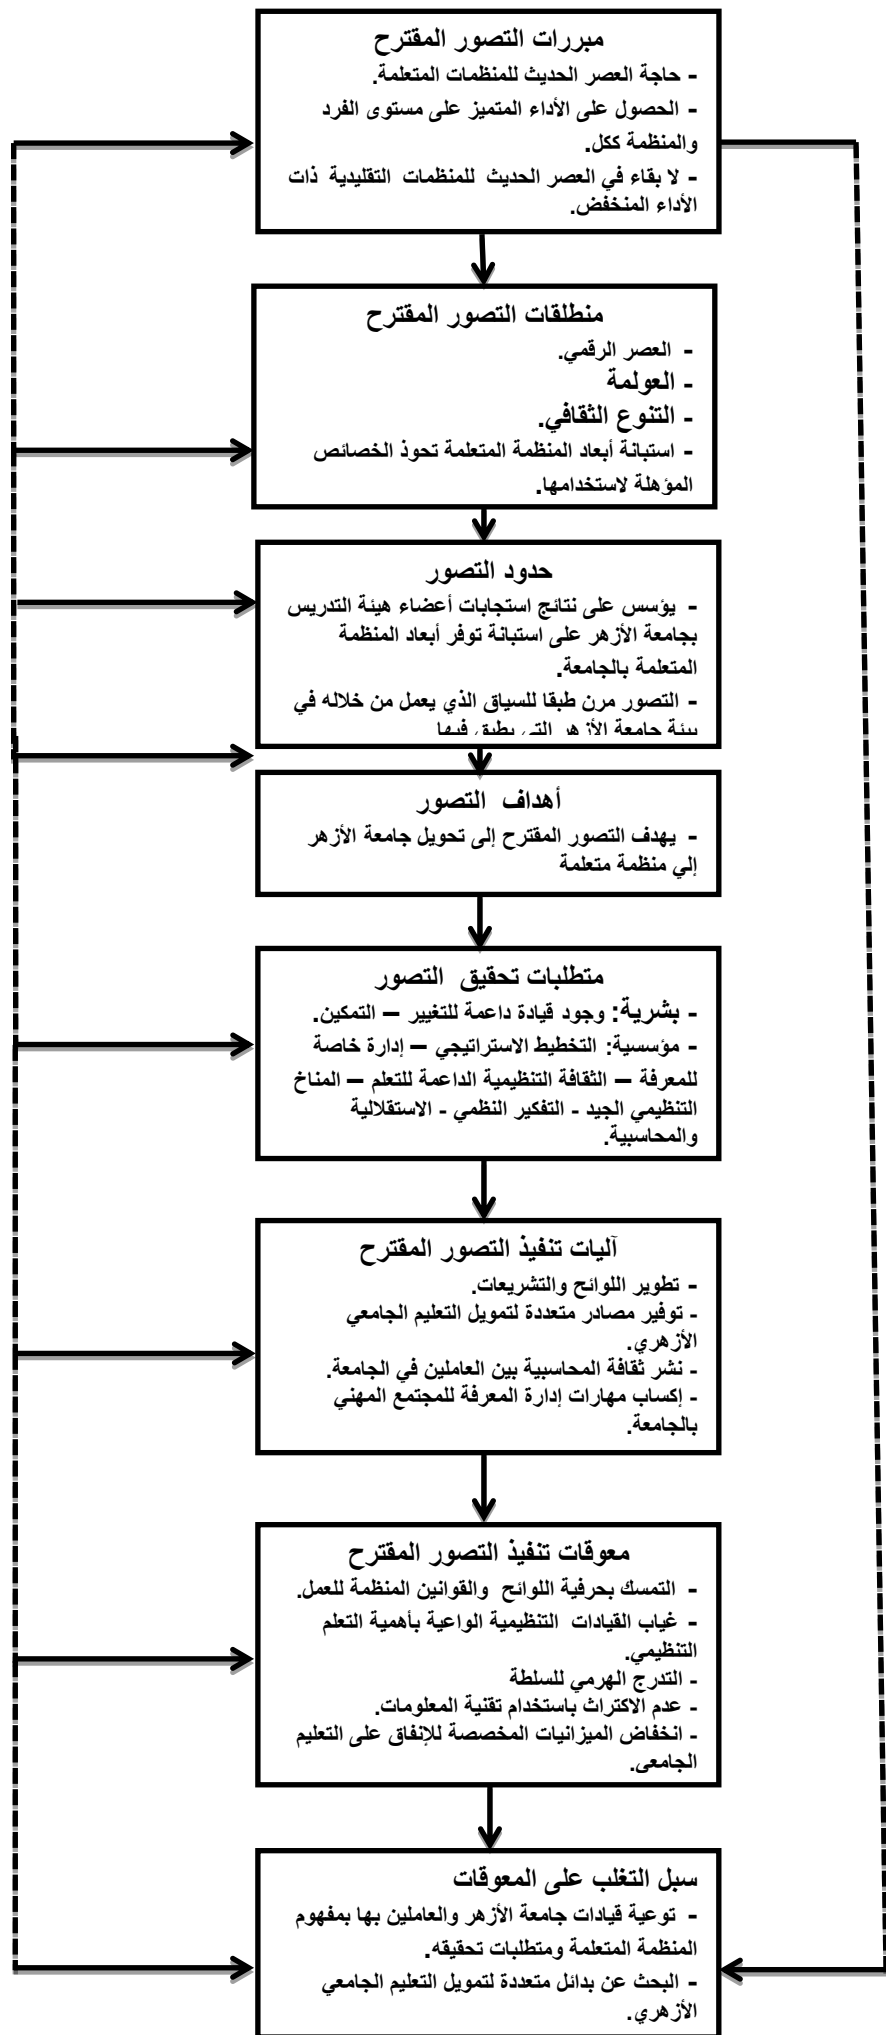 مبررات التصور المقترح
- حاجة العصر الحديث للمنظمات المتعلمة.
- الحصول على الأداء المتميز على مستوى الفرد
والمنظمة ككل.
- لا بقاء في العصر الحديث للمنظمات التقليدية ذات
الأداء المنخفض.
منطلقات التصور المقترح
- العصر الرقمي.
- العولمة
- التنوع الثقافي.
- استبانة أبعاد المنظمة المتعلمة تحوذ الخصائص
المؤهلة لاستخدامها.
حدود التصور
- يؤسس على نتائج استجابات أعضاء هيئة التدريس
بجامعة الأزهر على استبانة توفر أبعاد المنظمة
المتعلمة بالجامعة.
- التصور مرن طبقا للسياق الذي يعمل من خلاله في
بيئة جامعة الأزهر التي يطبق فيها
أهداف التصور
- يهدف التصور المقترح إلى تحويل جامعة الأزهر
إلي منظمة متعلمة
متطلبات تحقيق التصور
- بشرية: وجود قيادة داعمة للتغيير – التمكين.
- مؤسسية: التخطيط الاستراتيجي – إدارة خاصة
للمعرفة – الثقافة التنظيمية الداعمة للتعلم – المناخ
التنظيمي الجيد - التفكير النظمي - الاستقلالية
والمحاسبية.
آليات تنفيذ التصور المقترح
- تطوير اللوائح والتشريعات.
- توفير مصادر متعددة لتمويل التعليم الجامعي
الأزهري.
- نشر ثقافة المحاسبية بين العاملين في الجامعة.
- إكساب مهارات إدارة المعرفة للمجتمع المهني
بالجامعة.
معوقات تنفيذ التصور المقترح
- التمسك بحرفية اللوائح والقوانين المنظمة للعمل.
- غياب القيادات التنظيمية الواعية بأهمية التعلم
التنظيمي.
- التدرج الهرمي للسلطة
- عدم الاكتراث باستخدام تقنية المعلومات.
- انخفاض الميزانيات المخصصة للإنفاق على التعليم
الجامعي.
سبل التغلب على المعوقات
- توعية قيادات جامعة الأزهر والعاملين بها بمفهوم
المنظمة المتعلمة ومتطلبات تحقيقه.
- البحث عن بدائل متعددة لتمويل التعليم الجامعي
الأزهري.